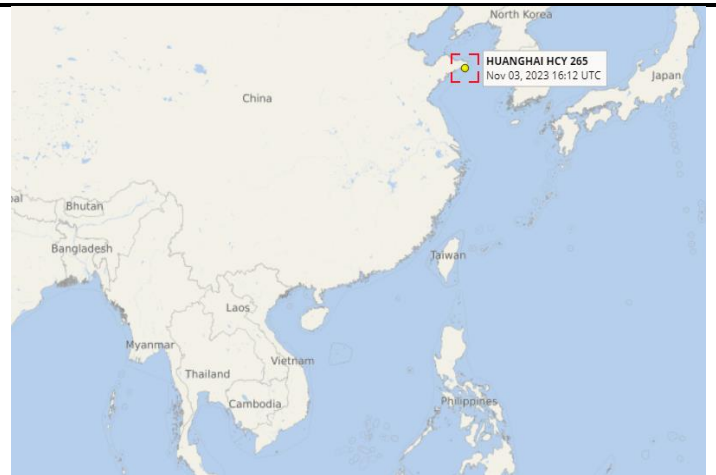 North Korea
HUANGHAI HCY 265
Nov 03, 2023 16:12 UTC
Japan
China
pal
Bhutan
Bangladesh
Taiwan
Laos
Myanmar
Vietnam
Thailand
Cambodia
Philippines